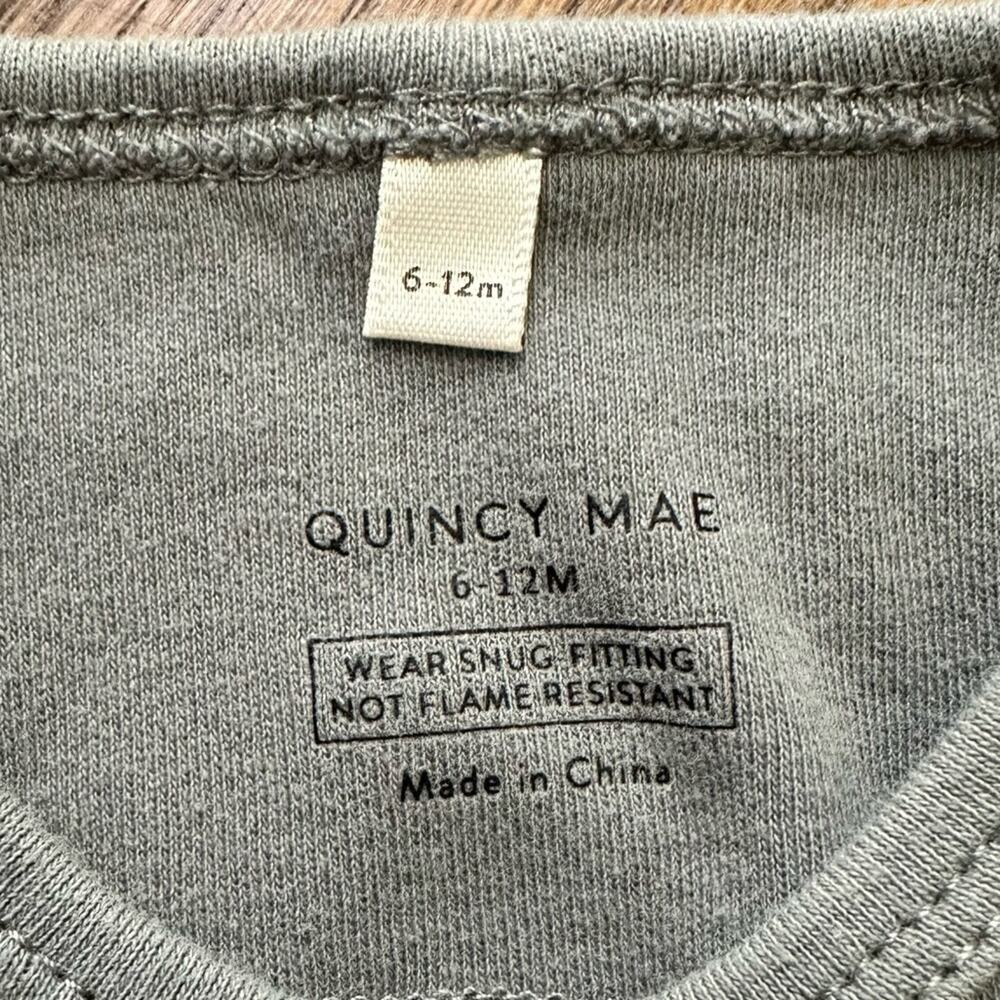 6-12m
QUINCY MAE
6-12M
WEAR SNUG-FITTING
NOT FLAME RESISTANT
Made in China